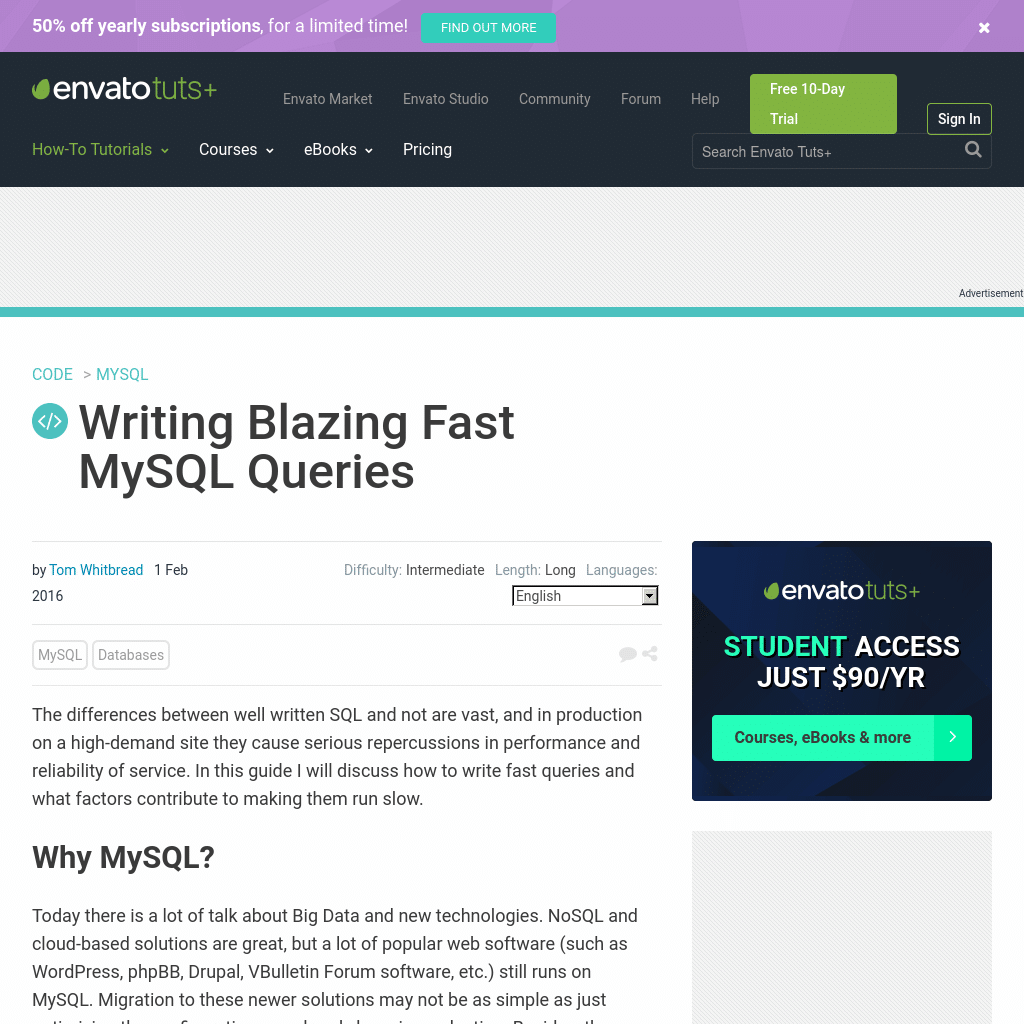 50% off yearly subscriptions, for a limited time! FIND OUT MORE ×
envatotuts+
Envato Market Envato Studio Community Forum Help
Free 10-Day
Trial
Sign In
How-To Tutorials Courses eBooks Pricing
Search Envato Tuts+
Advertisement
CODE > MYSQL
</> Writing Blazing Fast
MySQL Queries
by Tom Whitbread 1 Feb
2016
Difficulty: Intermediate Length: Long Languages:
English
MySQL Databases
The differences between well written SQL and not are vast, and in production
on a high-demand site they cause serious repercussions in performance and
reliability of service. In this guide I will discuss how to write fast queries and
what factors contribute to making them run slow.
Why MySQL?
Today there is a lot of talk about Big Data and new technologies. NoSQL and
cloud-based solutions are great, but a lot of popular web software (such as
WordPress, phpBB, Drupal, VBulletin Forum software, etc.) still runs on
MySQL. Migration to these newer solutions may not be as simple as just
envatotuts+
STUDENT ACCESS
JUST $90/YR
Courses, eBooks & more